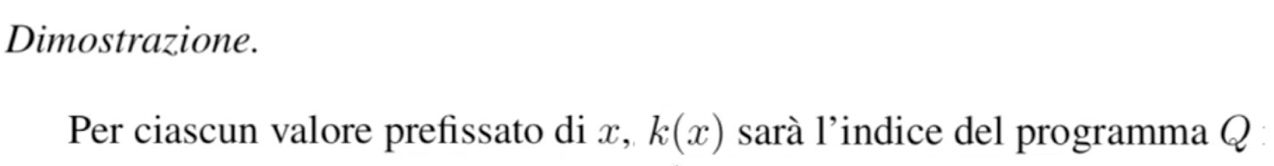 Dimostrazione.
Per ciascun valore prefissato di x, k(x) sarà l'indice del programma Q